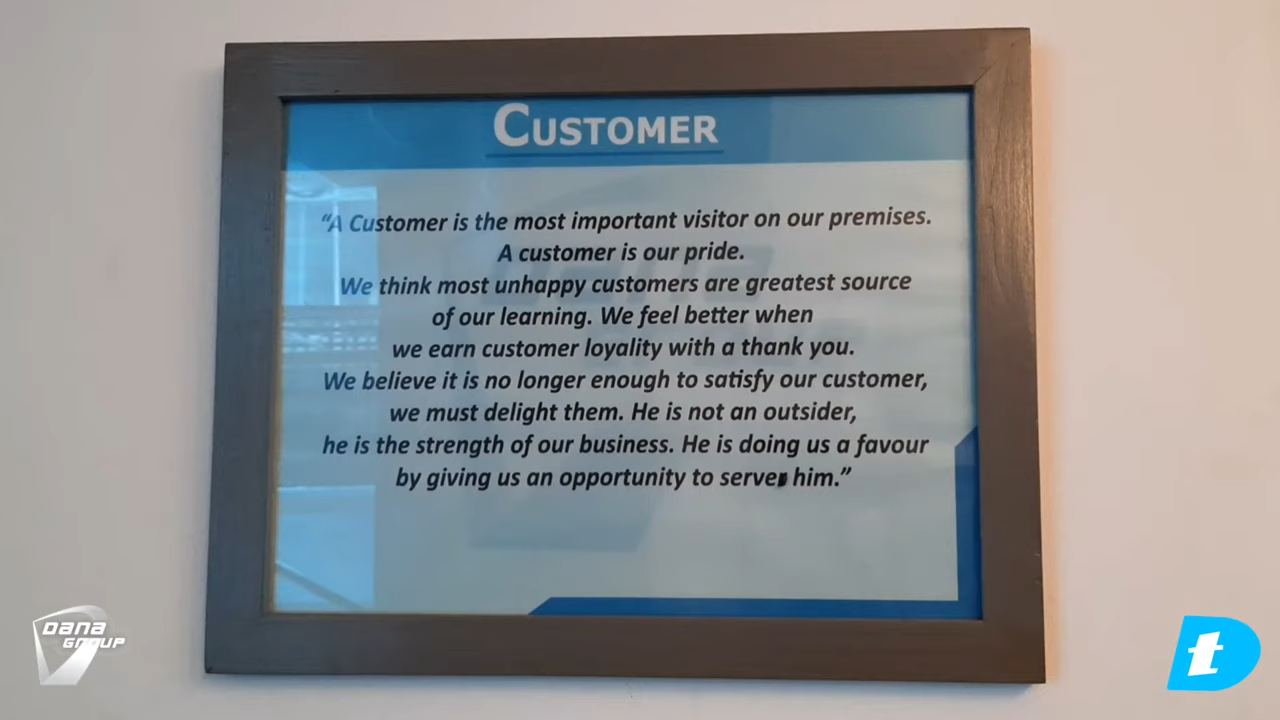 CUSTOMER
“A Customer is the most important visitor on our premises.
A customer is our pride.
We think most unhappy customers are greatest source
of our learning. We feel better when
we earn customer loyality with a thank you.
We believe it is no longer enough to satisfy our customer,
we must delight them. He is not an outsider,
he is the strength of our business. He is doing us a favour
by giving us an opportunity to serve him.”
DANA
GROUP
t